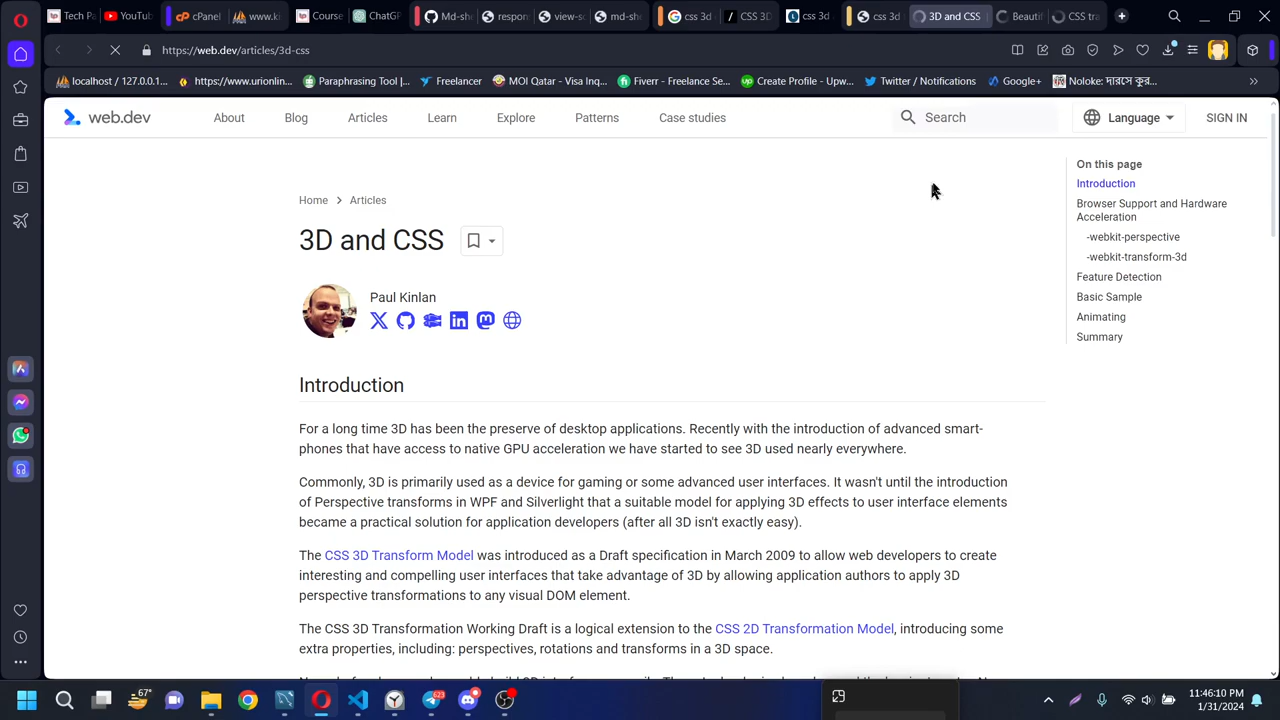 Tech Pa
YouTube
cPanel
www.ki
Course
ChatGP
Md-sh
respon
view-so
md-sha
css 3d
CSS 3D
css 3d
css 3d
3D and CSS
Beautif
CSS tra
https://web.dev/articles/3d-css
localhost / 127.0.0.1...
https://www.urionlin...
Paraphrasing Tool |...
Freelancer
MOI Qatar - Visa Inq...
Fiverr - Freelance Se...
Create Profile - Upw...
Twitter / Notifications
Google+
Noloke: দারসে কুর...
web.dev
About
Blog
Articles
Learn
Explore
Patterns
Case studies
Search
Language
SIGN IN
Home > Articles
3D and CSS
Paul Kinlan
Introduction
For a long time 3D has been the preserve of desktop applications. Recently with the introduction of advanced smart-
phones that have access to native GPU acceleration we have started to see 3D used nearly everywhere.
Commonly, 3D is primarily used as a device for gaming or some advanced user interfaces. It wasn't until the introduction
of Perspective transforms in WPF and Silverlight that a suitable model for applying 3D effects to user interface elements
became a practical solution for application developers (after all 3D isn't exactly easy).
The CSS 3D Transform Model was introduced as a Draft specification in March 2009 to allow web developers to create
interesting and compelling user interfaces that take advantage of 3D by allowing application authors to apply 3D
perspective transformations to any visual DOM element.
The CSS 3D Transformation Working Draft is a logical extension to the CSS 2D Transformation Model, introducing some
extra properties, including: perspectives, rotations and transforms in a 3D space.
On this page
Introduction
Browser Support and Hardware
Acceleration
-webkit-perspective
-webkit-transform-3d
Feature Detection
Basic Sample
Animating
Summary
67°
623
11:46:10 PM
1/31/2024